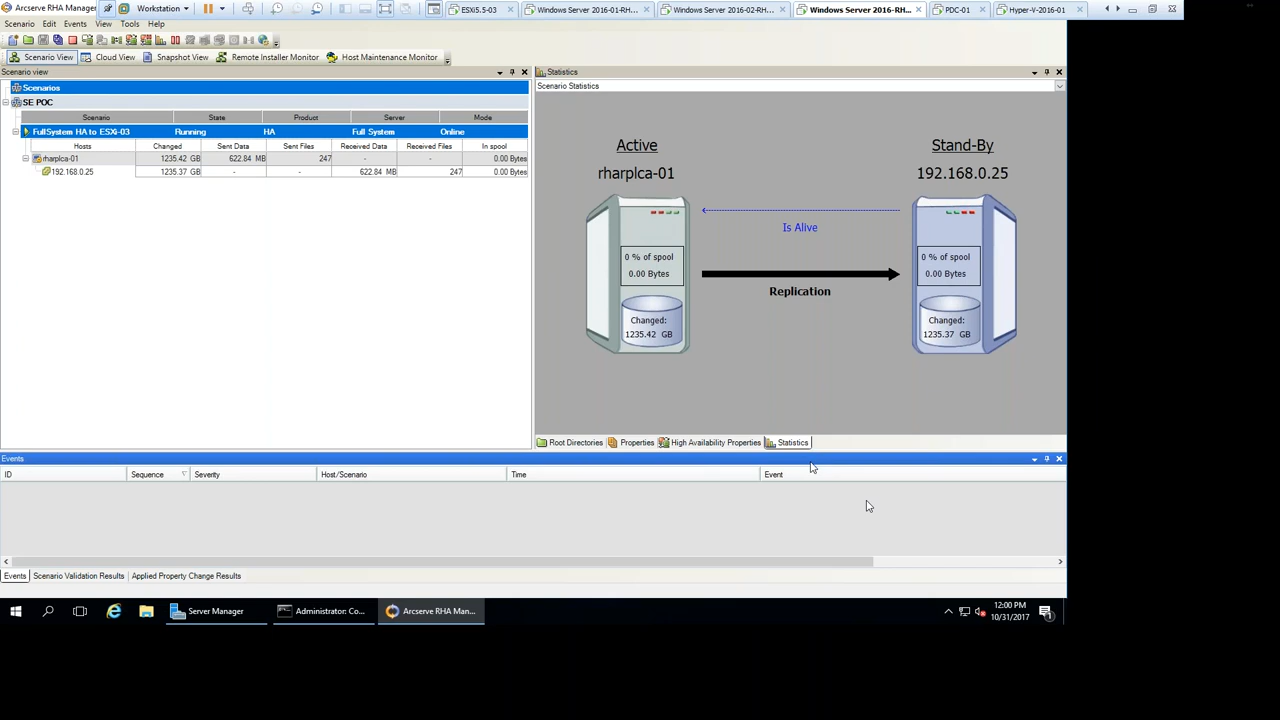 Arcserve RHA Manager
Workstation
ESXi5.5-03
Windows Server 2016-01-RH...
Windows Server 2016-02-RH...
Windows Server 2016-RH...
PDC-01
Hyper-V-2016-01
Scenario Edit Events View Tools Help
Scenario View Cloud View Snapshot View Remote Installer Monitor Host Maintenance Monitor
Scenario view
Scenarios
SE POC
Scenario State Product Server Mode
FullSystem HA to ESXi-03 Running HA Full System Online
Hosts Changed Sent Data Sent Files Received Data Received Files In spool
rharplca-01 1235.42 GB 622.84 MB 247 - - 0.00 Bytes
192.168.0.25 1235.37 GB - - 622.84 MB 247 0.00 Bytes
Statistics
Scenario Statistics
Active Stand-By
rharplca-01 192.168.0.25
Is Alive
0 % of spool 0 % of spool
0.00 Bytes 0.00 Bytes
Replication
Changed: Changed:
1235.42 GB 1235.37 GB
Root Directories Properties High Availability Properties Statistics
Events
ID Sequence Severity Host/Scenario Time Event
Events Scenario Validation Results Applied Property Change Results
Server Manager Administrator: Co... Arcserve RHA Man...
12:00 PM
10/31/2017
1